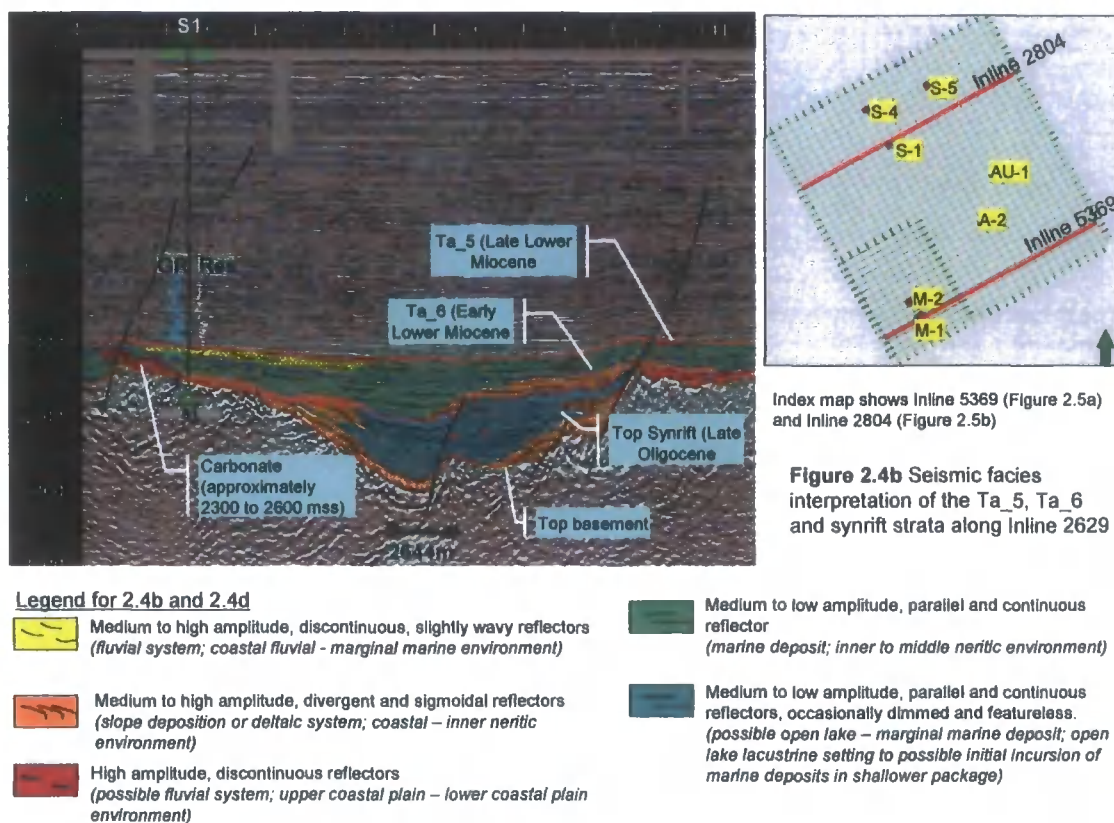 S1
GR Res
Ta_5 (Late Lower
Miocene
Ta_6 (Early
Lower Miocene
Top Synrift (Late
Oligocene
Carbonate
(approximately
2300 to 2600 mss)
Top basement
2644m
Inline 2804
S-5
S-4
S-1
AU-1
A-2
Inline 5369
M-2
M-1
Index map shows Inline 5369 (Figure 2.5a)
and Inline 2804 (Figure 2.5b)
Figure 2.4b Seismic facies
interpretation of the Ta_5, Ta_6
and synrift strata along Inline 2629
Legend for 2.4b and 2.4d
Medium to high amplitude, discontinuous, slightly wavy reflectors
(fluvial system; coastal fluvial - marginal marine environment)
Medium to high amplitude, divergent and sigmoidal reflectors
(slope deposition or deltaic system; coastal – inner neritic
environment)
High amplitude, discontinuous reflectors
(possible fluvial system; upper coastal plain – lower coastal plain
environment)
Medium to low amplitude, parallel and continuous
reflector
(marine deposit; inner to middle neritic environment)
Medium to low amplitude, parallel and continuous
reflectors, occasionally dimmed and featureless.
(possible open lake – marginal marine deposit; open
lake lacustrine setting to possible initial incursion of
marine deposits in shallower package)